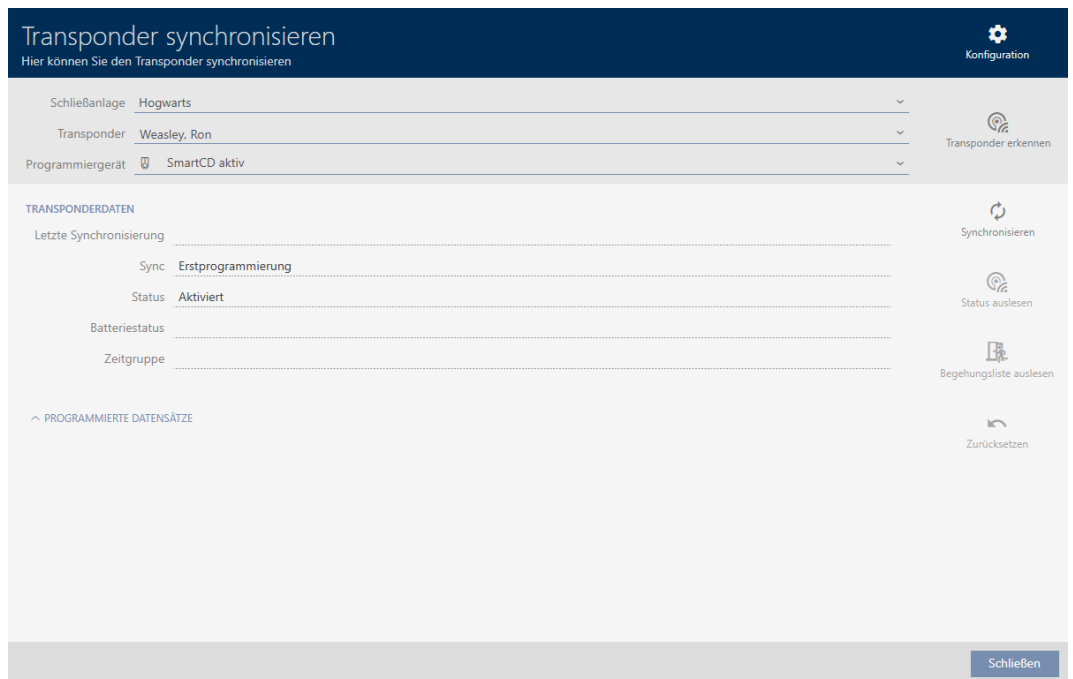 Transponder synchronisieren
Hier können Sie den Transponder synchronisieren
Konfiguration
Schließanlage Hogwarts
Transponder Weasley, Ron
Programmiergerät SmartCD aktiv
Transponder erkennen
TRANSPONDERDATEN
Letzte Synchronisierung
Sync Erstprogrammierung
Status Aktiviert
Batteriestatus
Zeitgruppe
PROGRAMMIERTE DATENSÄTZE
Synchronisieren
Status auslesen
Begehungsliste auslesen
Zurücksetzen
Schließen